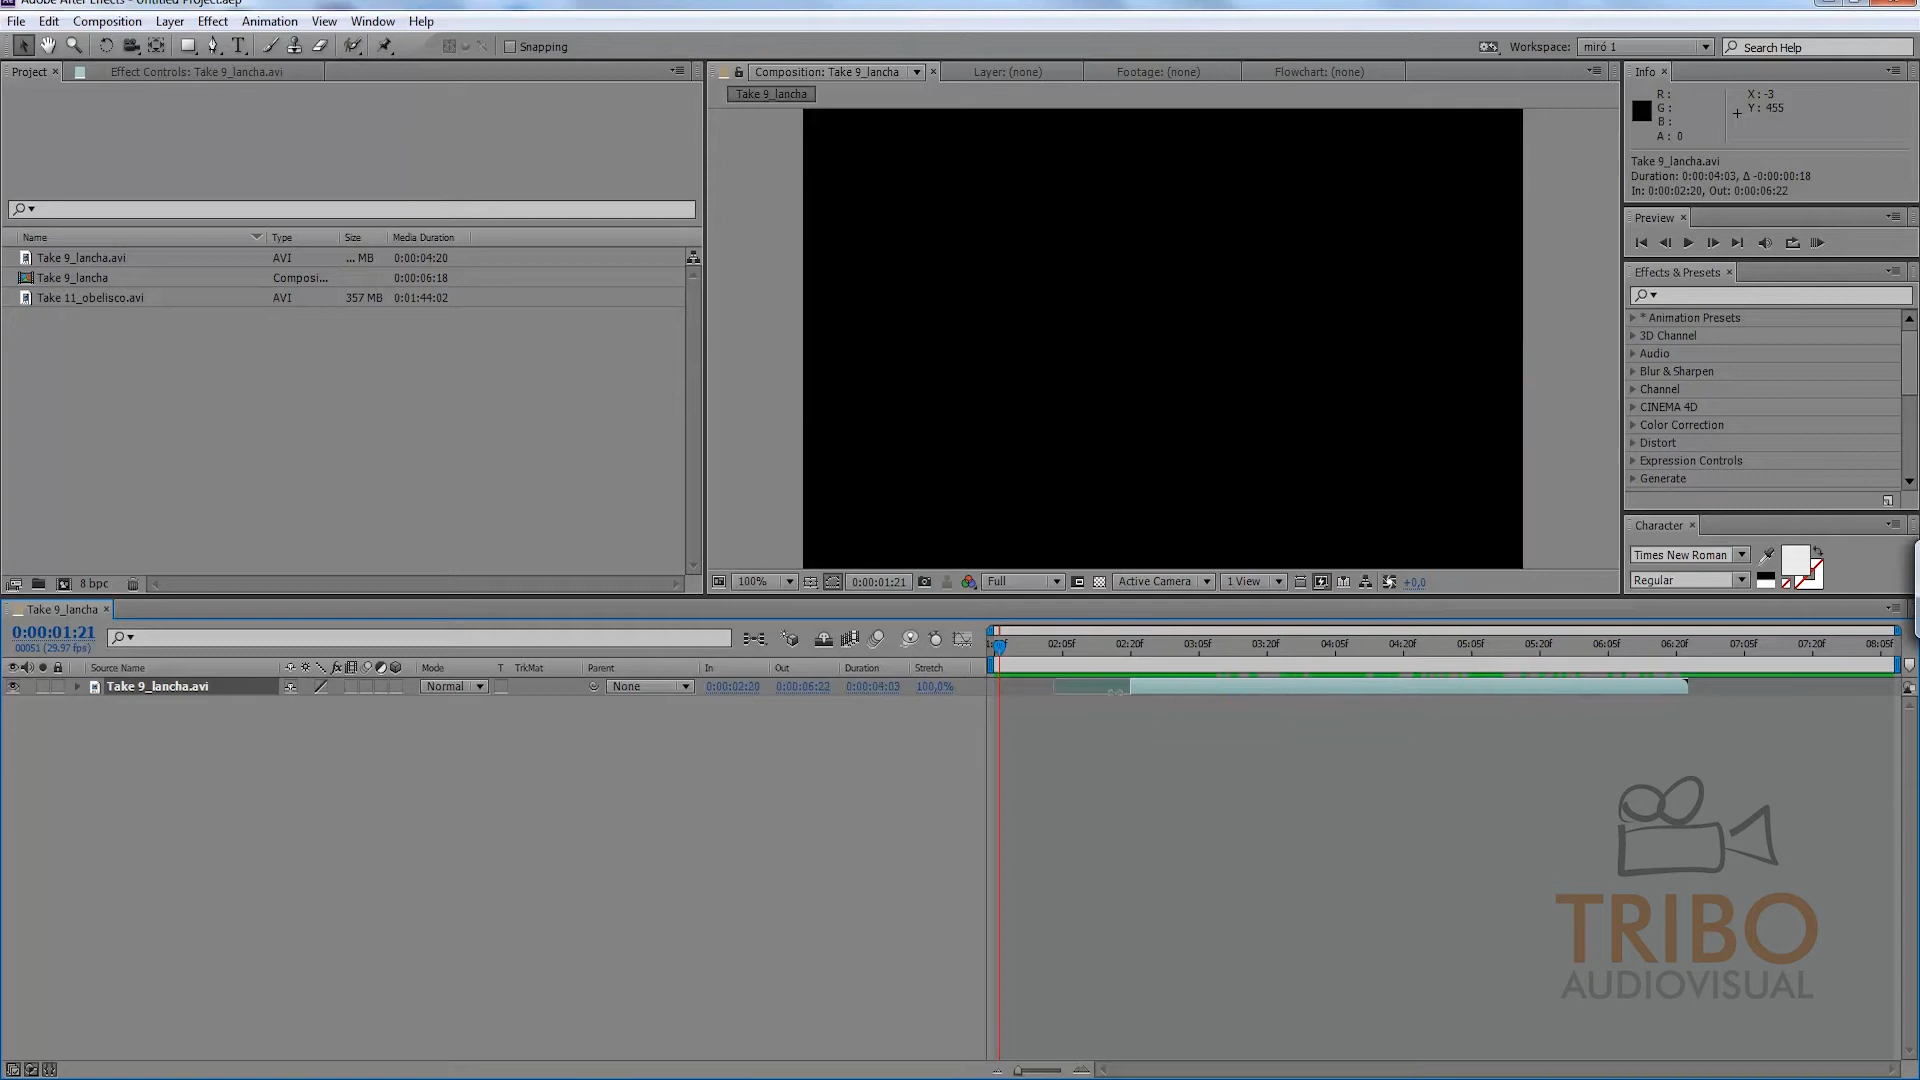 Adobe After Effects - Untitled Project.aep
File Edit Composition Layer Effect Animation View Window Help
Snapping
Workspace: miró 1
Search Help
Project
Effect Controls: Take 9_lancha.avi
Composition: Take 9_lancha
Layer: (none)
Footage: (none)
Flowchart: (none)
Take 9_lancha
Name Type Size Media Duration
Take 9_lancha.avi AVI ... MB 0:00:04:20
Take 9_lancha Composi... 0:00:06:18
Take 11_obelisco.avi AVI 357 MB 0:01:44:02
8 bpc
100% 0:00:01:21 Full Active Camera 1 View +0,0
Info
R :
G :
B :
A : 0
X : -3
Y : 455
Take 9_lancha.avi
Duration: 0:00:04:03, Δ -0:00:00:18
In: 0:00:02:20, Out: 0:00:06:22
Preview
Effects & Presets
* Animation Presets
3D Channel
Audio
Blur & Sharpen
Channel
CINEMA 4D
Color Correction
Distort
Expression Controls
Generate
Character
Times New Roman
Regular
Take 9_lancha
0:00:01:21
00051 (29.97 fps)
Source Name Mode T TrkMat Parent In Out Duration Stretch
Take 9_lancha.avi Normal None 0:00:02:20 0:00:06:22 0:00:04:03 100,0%
02:05f 02:20f 03:05f 03:20f 04:05f 04:20f 05:05f 05:20f 06:05f 06:20f 07:05f 07:20f 08:05f
TRIBO
AUDIOVISUAL